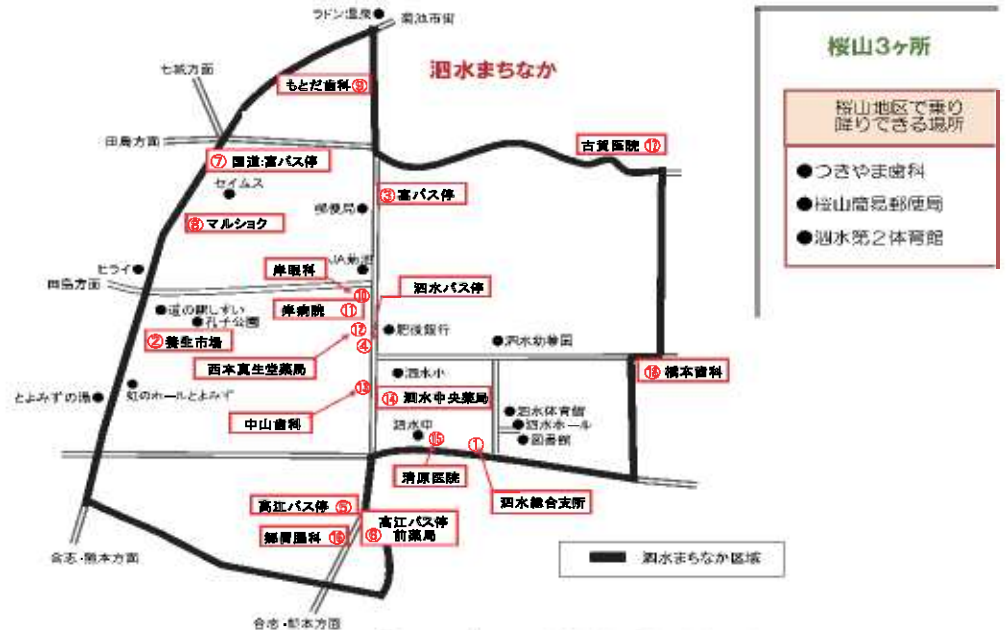 ラドン温泉
菊池市街
七城方面
泗水まちなか
もとだ歯科⑨
田島方面
古賀医院
⑦国道:富バス停
セイムス
③富バス停
郵便局
⑧マルショク
岸眼科
JA菊池
泗水バス停
ヒライ
田島方面
⑩
岸病院⑪
道の駅しすい
孔子公園
⑫
肥後銀行
②養生市場
④
泗水幼稚園
西本真生堂薬局
橋本歯科
泗水小
とよみずの湯
虹のホールとよみず
⑬
⑭泗水中央薬局
中山歯科
泗水中
泗水体育館
泗水ホール
図書館
⑮
①
清原医院
泗水総合支所
高江バス停⑤
高江バス停
前薬局
⑥
合志・熊本方面
泗水まちなか区域
合志・熊本方面
桜山3ヶ所
桜山地区で乗り
降りできる場所
●つきやま歯科
●桜山簡易郵便局
●泗水第2体育館